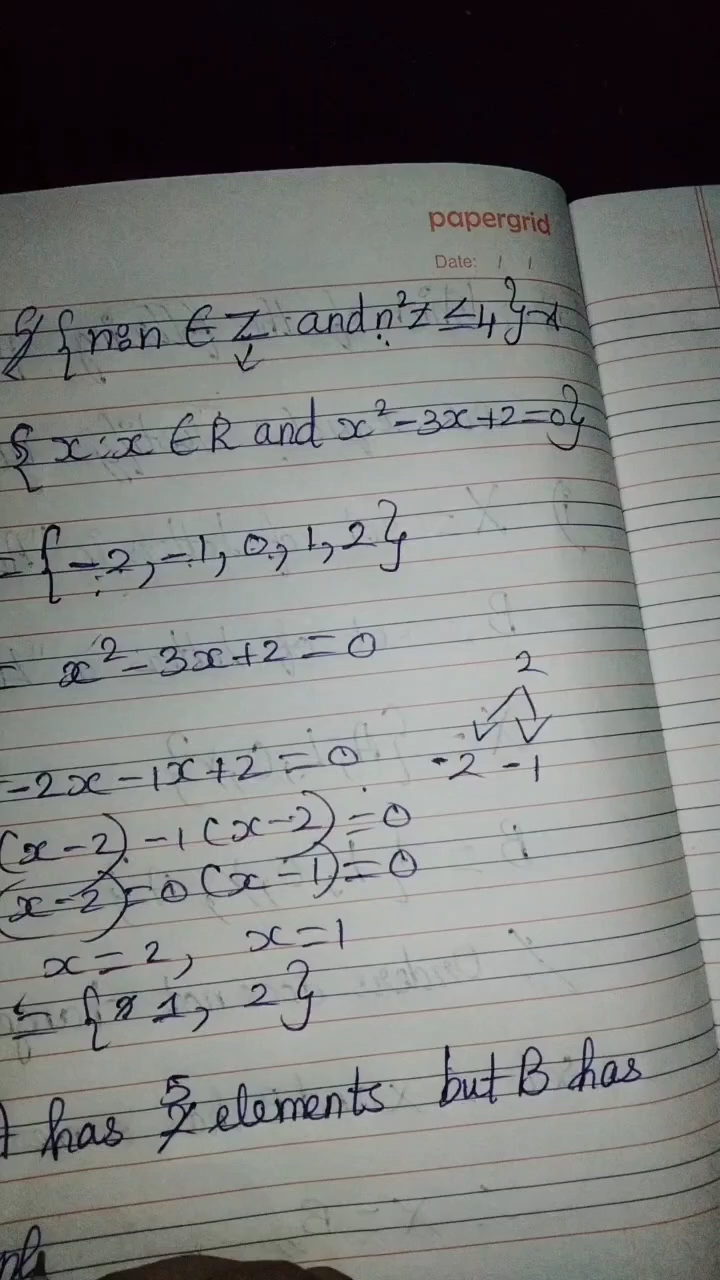 papergrid
Date: / /
{n:n ∈ Z and n² ≤ 4}
{x:x ∈ R and x²-3x+2=0}
= {-2, -1, 0, 1, 2}
= x²-3x+2=0
2
-2x-1x+2=0 -2 -1
(x-2)-1(x-2)=0
(x-2)=0(x-1)=0
x=2, x=1
= {1, 2}
has 5 elements but B has